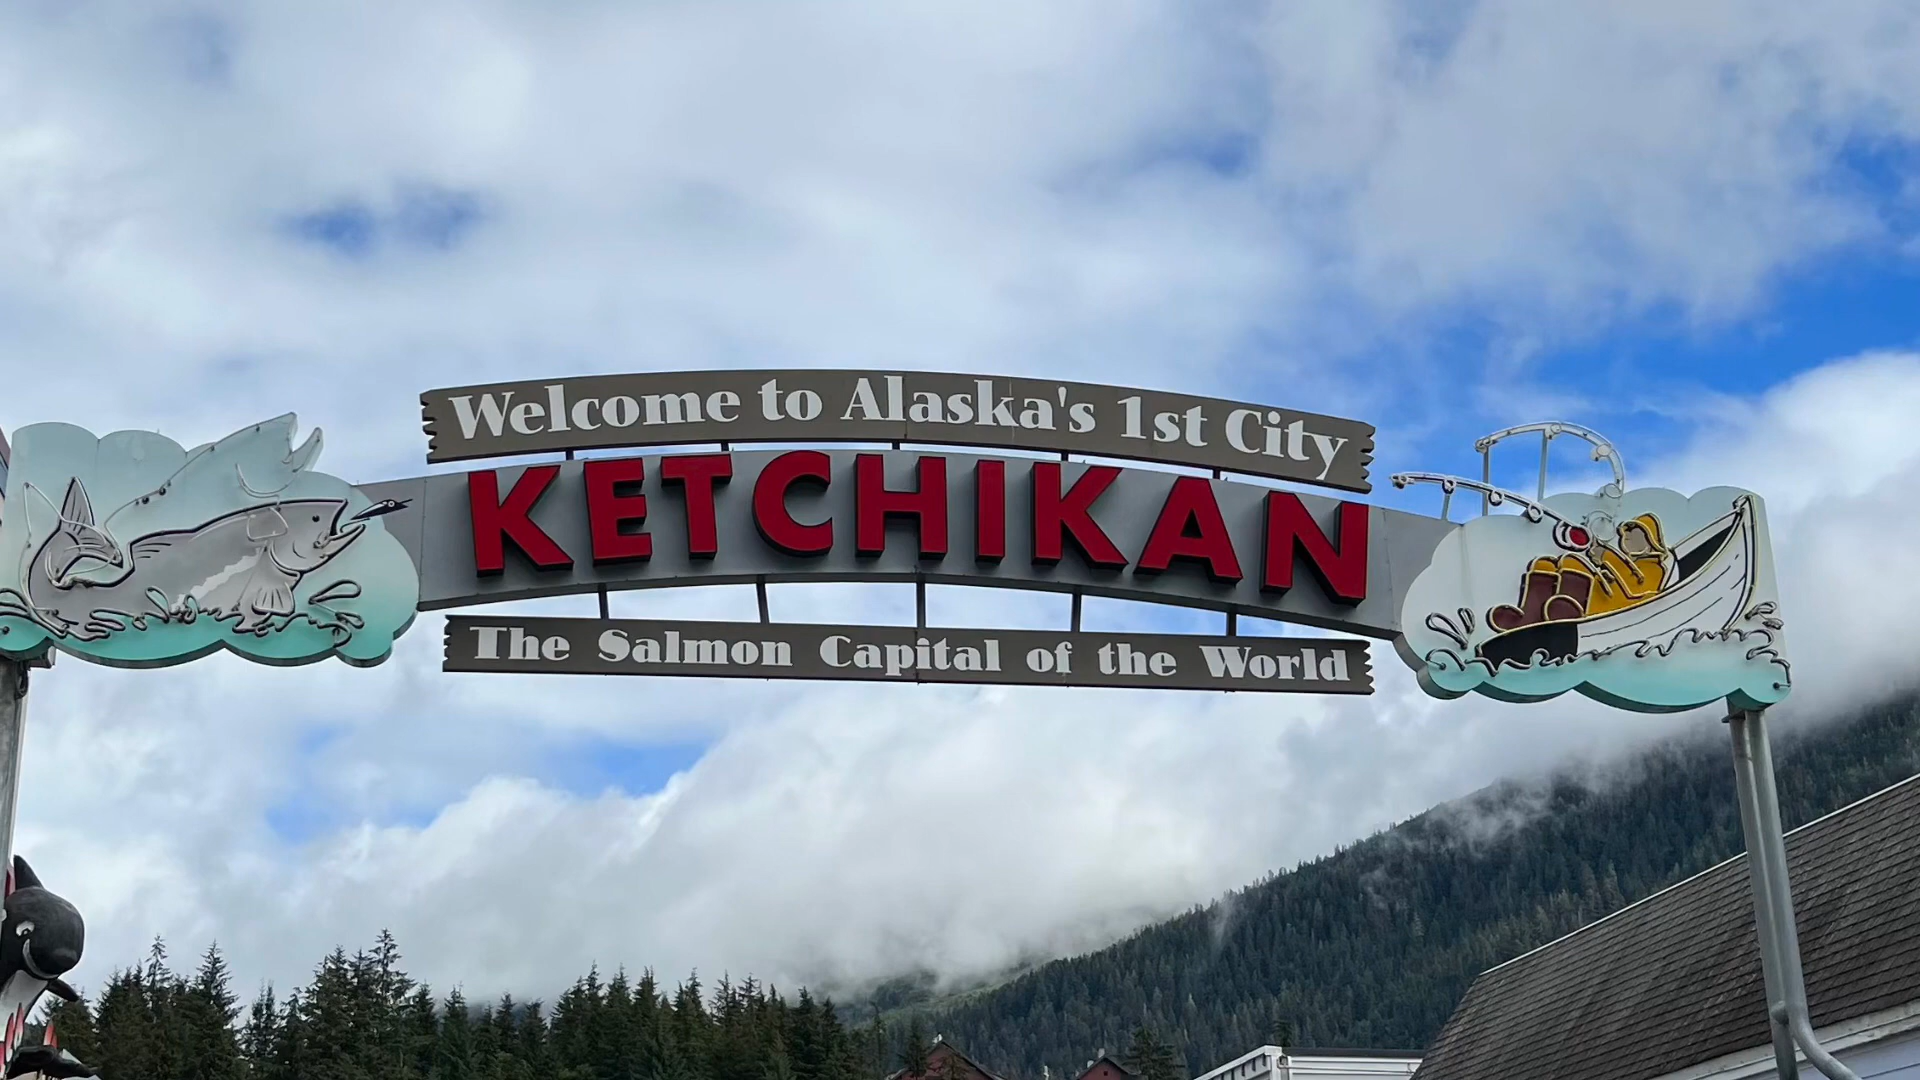 Welcome to Alaska's 1st City
KETCHIKAN
The Salmon Capital of the World